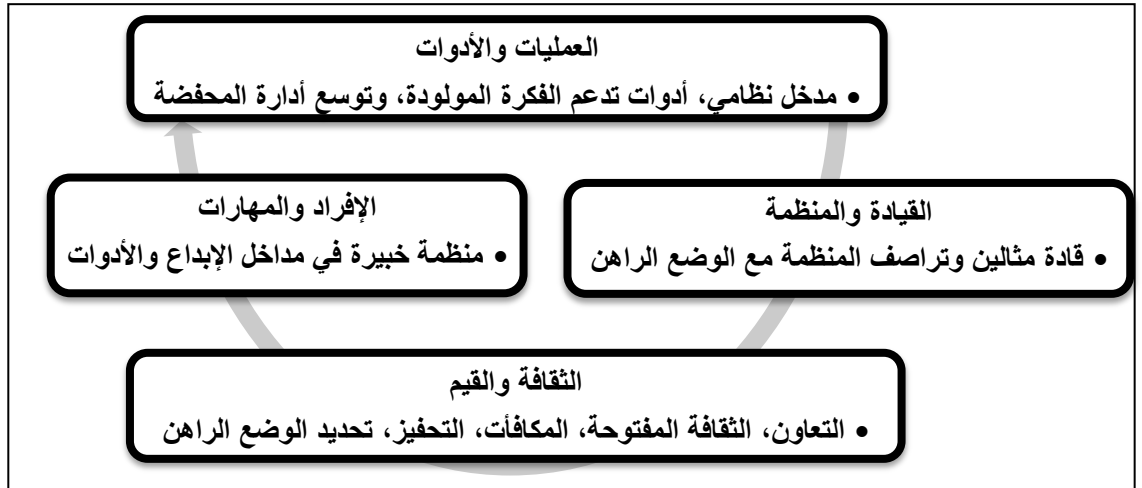 العمليات والأدوات
• مدخل نظامي، أدوات تدعم الفكرة المولودة، وتوسع أدارة المحفضة
القيادة والمنظمة
• قادة مثالين وتراصف المنظمة مع الوضع الراهن
الإفراد والمهارات
• منظمة خبيرة في مداخل الإبداع والأدوات
الثقافة والقيم
• التعاون، الثقافة المفتوحة، المكافأت، التحفيز، تحديد الوضع الراهن